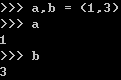 >>> a,b = (1,3)
>>> a
1
>>> b
3